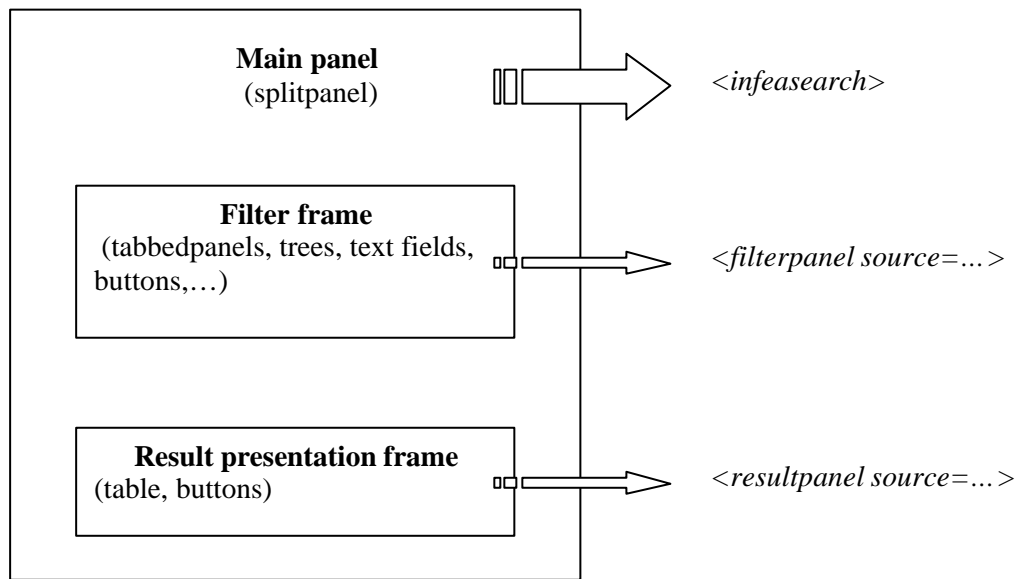 Main panel
(splitpanel)
<infeasearch>
Filter frame
(tabbedpanels, trees, text fields,
buttons,…)
<filterpanel source=...>
Result presentation frame
(table, buttons)
<resultpanel source=...>